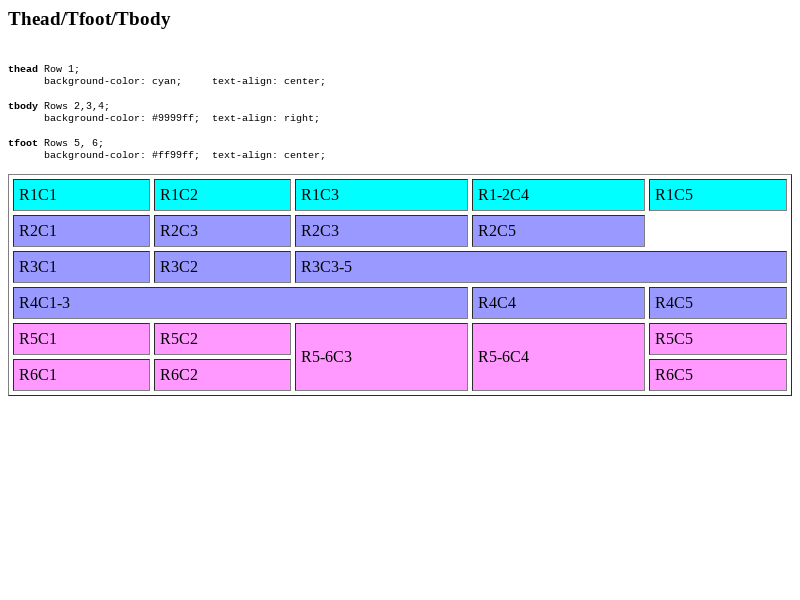 Thead/Tfoot/Tbody
thead Row 1;
background-color: cyan;     text-align: center;
tbody Rows 2,3,4;
background-color: #9999ff;  text-align: right;
tfoot Rows 5, 6;
background-color: #ff99ff;  text-align: center;
R1C1 R1C2 R1C3 R1-2C4 R1C5
R2C1 R2C3 R2C3 R2C5
R3C1 R3C2 R3C3-5
R4C1-3 R4C4 R4C5
R5C1 R5C2 R5-6C3 R5-6C4 R5C5
R6C1 R6C2 R6C5